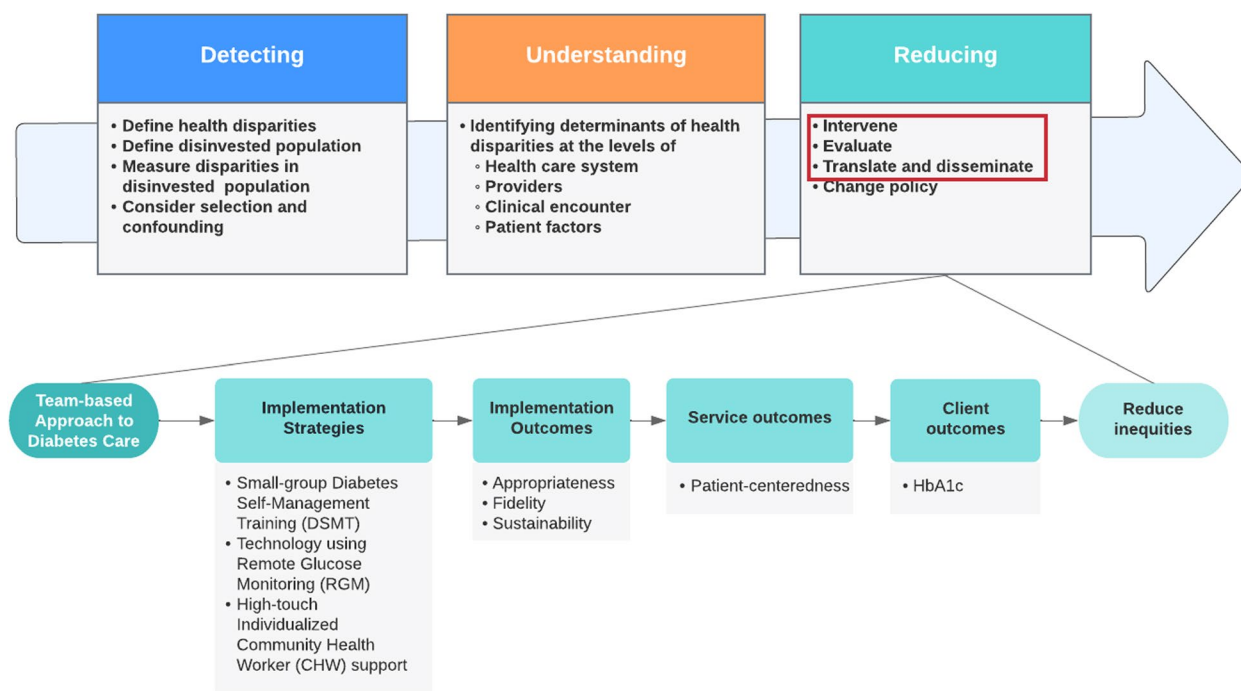 Detecting
• Define health disparities
• Define disinvested population
• Measure disparities in
disinvested population
• Consider selection and
confounding
Understanding
• Identifying determinants of health
disparities at the levels of
◦ Health care system
◦ Providers
◦ Clinical encounter
◦ Patient factors
Reducing
• Intervene
• Evaluate
• Translate and disseminate
• Change policy
Team-based
Approach to
Diabetes Care
Implementation
Strategies
• Small-group Diabetes
Self-Management
Training (DSMT)
• Technology using
Remote Glucose
Monitoring (RGM)
• High-touch
Individualized
Community Health
Worker (CHW) support
Implementation
Outcomes
• Appropriateness
• Fidelity
• Sustainability
Service outcomes
• Patient-centeredness
Client
outcomes
• HbA1c
Reduce
inequities